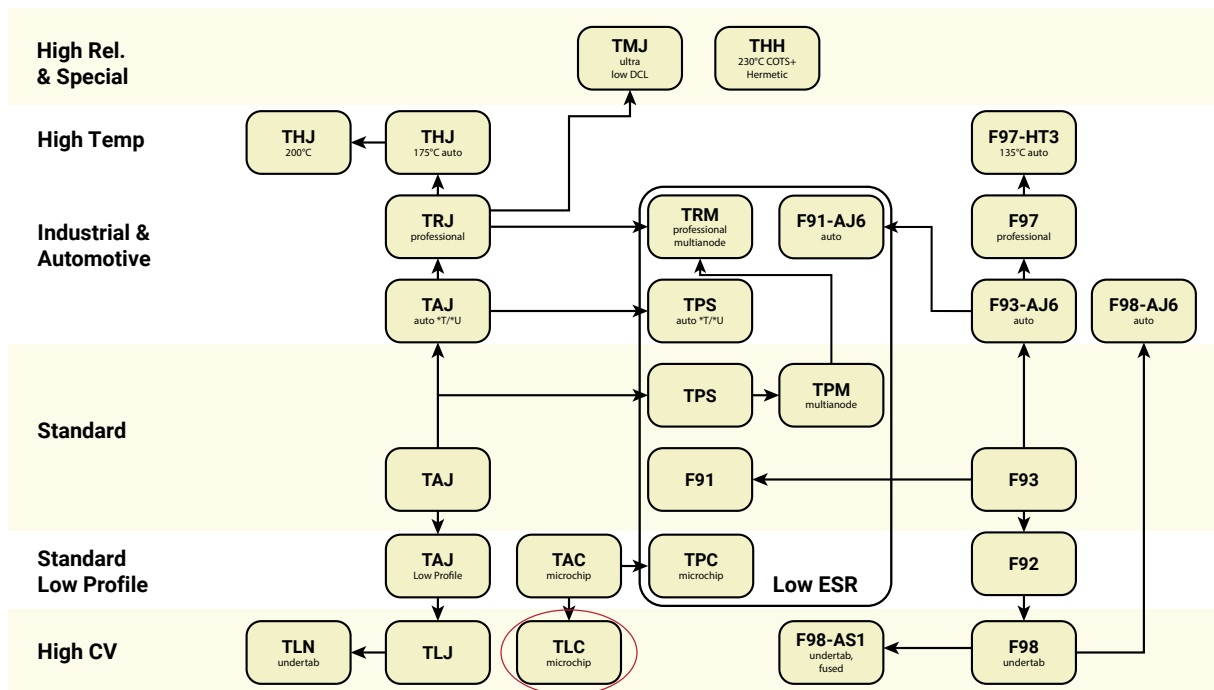 High Rel.
& Special
TMJ
ultra
low DCL
THH
230°C COTS+
Hermetic
High Temp
THJ
200°C
THJ
175°C auto
F97-HT3
135°C auto
Industrial &
Automotive
TRJ
professional
TRM
professional
multianode
F91-AJ6
auto
F97
professional
TAJ
auto *T/*U
TPS
auto *T/*U
F93-AJ6
auto
F98-AJ6
auto
Standard
TPS
TPM
multianode
TAJ
F91
F93
Standard
Low Profile
TAJ
Low Profile
TAC
microchip
TPC
microchip
Low ESR
F92
High CV
TLN
undertab
TLJ
TLC
microchip
F98-AS1
undertab,
fused
F98
undertab